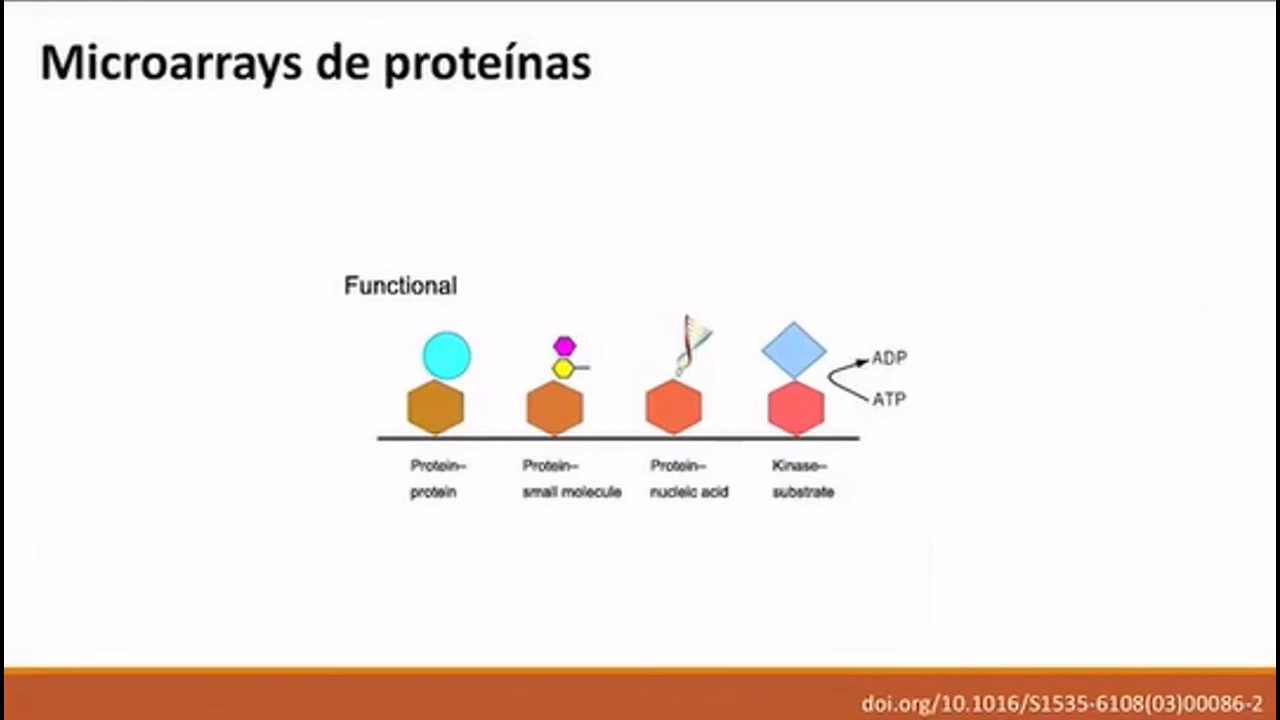 Microarrays de proteínas
Functional
ADP
ATP
Protein–
protein
Protein–
small molecule
Protein–
nucleic acid
Kinase–
substrate
doi.org/10.1016/S1535-6108(03)00086-2